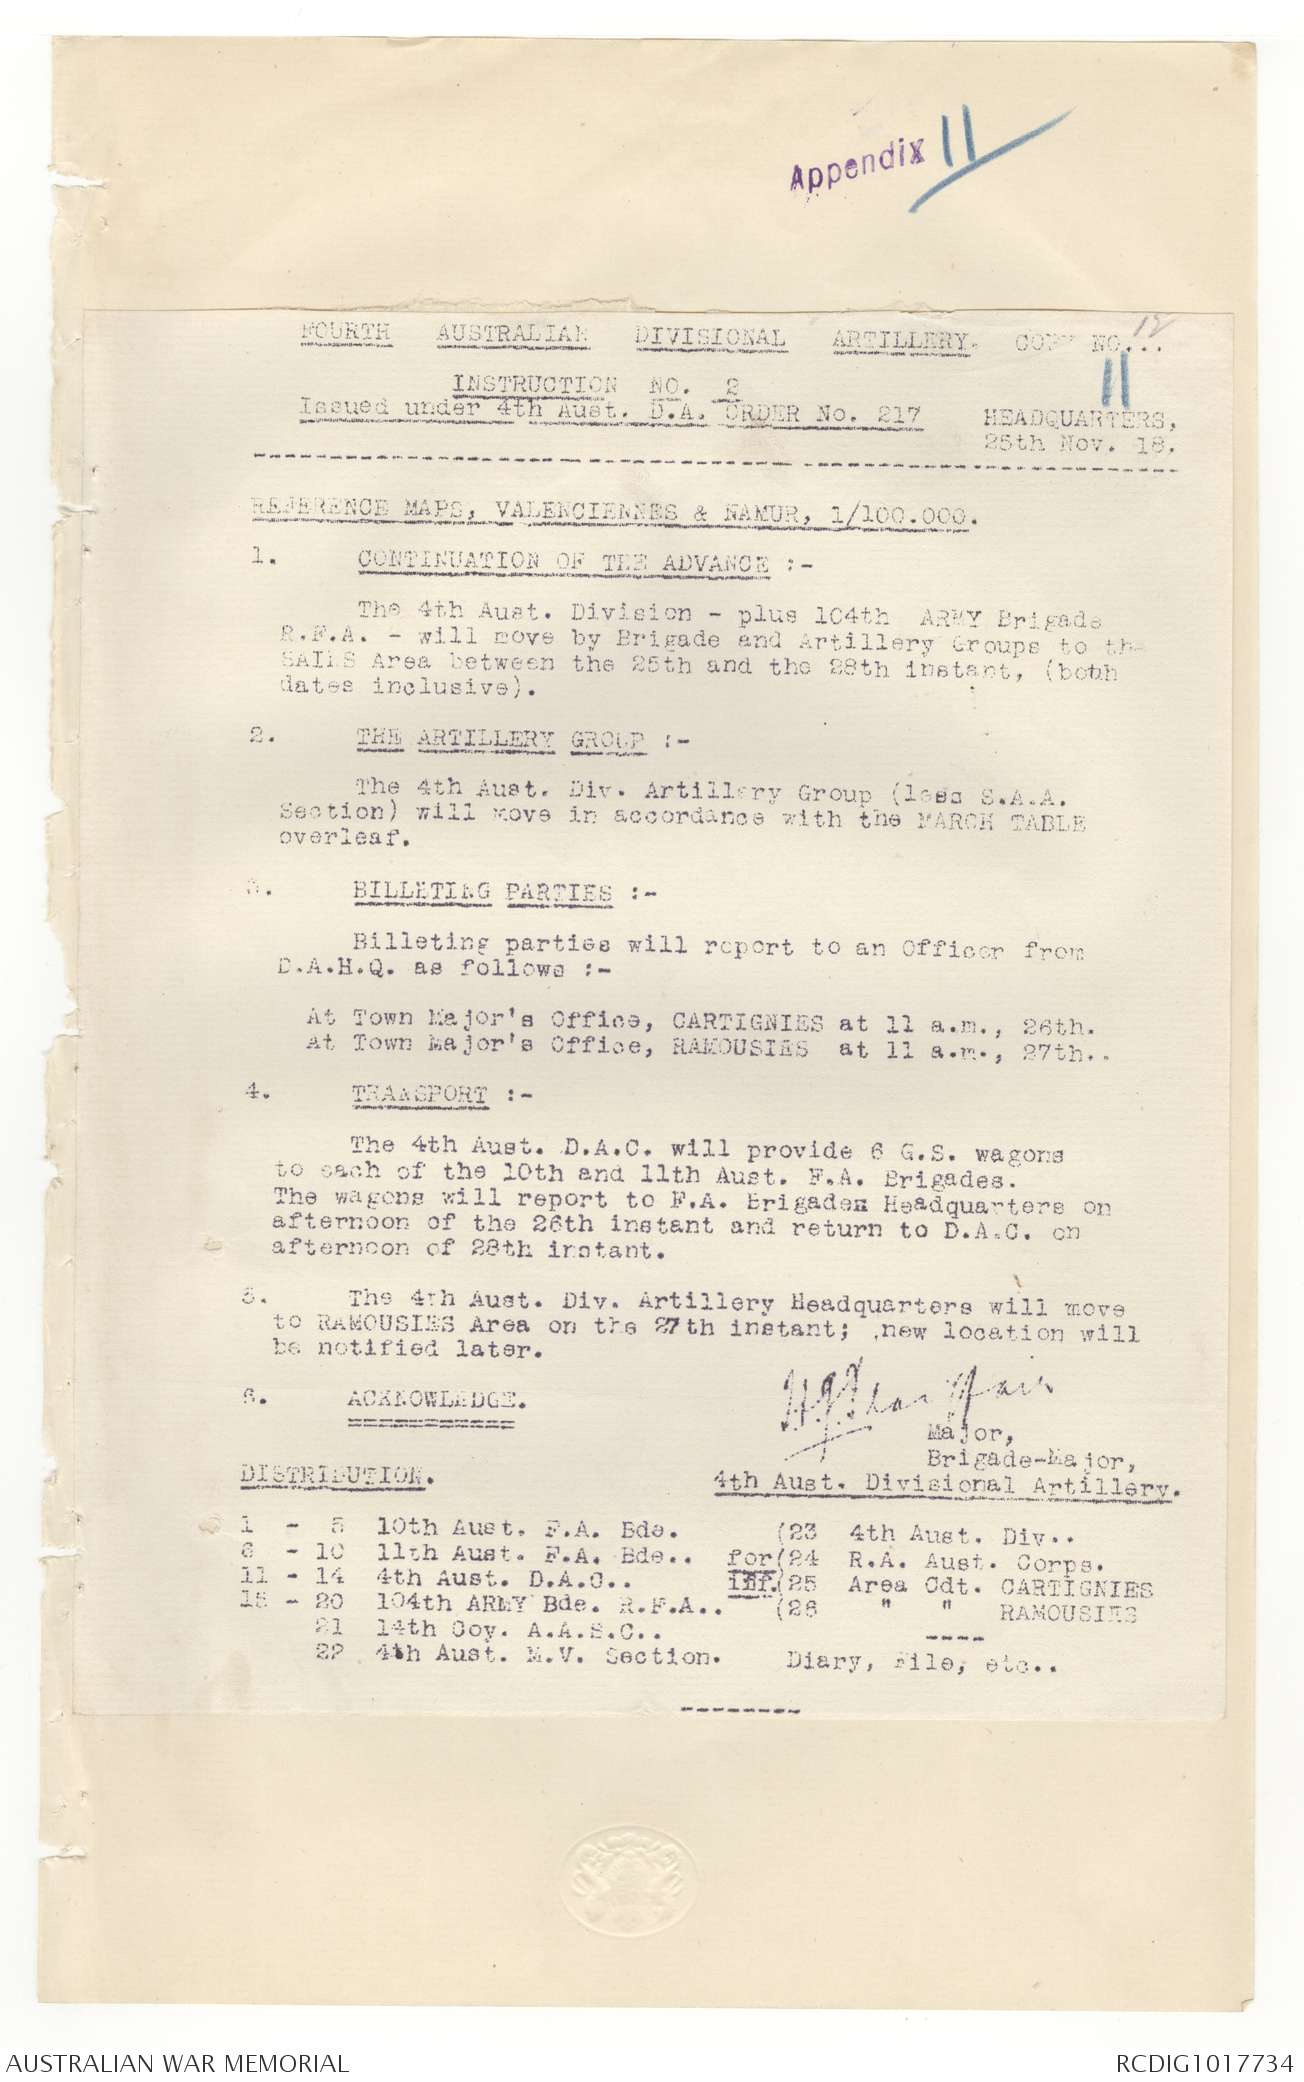 Appendix 11
FOURTH AUSTRALIAN DIVISIONAL ARTILLERY. COPY NO. 12...
11
INSTRUCTION NO. 2
Issued under 4th Aust. D.A. ORDER No. 217
HEADQUARTERS,
25th Nov. 18.
REFERENCE MAPS, VALENCIENNES & NAMUR, 1/100.000.
1. CONTINUATION OF THE ADVANCE :-
The 4th Aust. Division - plus 104th ARMY Brigade
R.F.A. - will move by Brigade and Artillery Groups to the
SAINS Area between the 25th and the 28th instant, (both
dates inclusive).
2. THE ARTILLERY GROUP :-
The 4th Aust. Div. Artillery Group (less S.A.A.
Section) will move in accordance with the MARCH TABLE
overleaf.
3. BILLETING PARTIES :-
Billeting parties will report to an Officer from
D.A.H.Q. as follows :-
At Town Major's Office, CARTIGNIES at 11 a.m., 26th.
At Town Major's Office, RAMOUSIES at 11 a.m., 27th..
4. TRANSPORT :-
The 4th Aust. D.A.C. will provide 6 G.S. wagons
to each of the 10th and 11th Aust. F.A. Brigades.
The wagons will report to F.A. Brigade Headquarters on
afternoon of the 26th instant and return to D.A.C. on
afternoon of 28th instant.
5. The 4th Aust. Div. Artillery Headquarters will move
to RAMOUSIES Area on the 27th instant; new location will
be notified later.
6. ACKNOWLEDGE.
Major,
Brigade-Major,
4th Aust. Divisional Artillery.
DISTRIBUTION.
1 - 5 10th Aust. F.A. Bde. (23 4th Aust. Div..
6 - 10 11th Aust. F.A. Bde.. for(24 R.A. Aust. Corps.
11 - 14 4th Aust. D.A.C.. inf.(25 Area Cdt. CARTIGNIES
15 - 20 104th ARMY Bde. R.F.A.. (26 " " RAMOUSIES
21 14th Coy. A.A.S.C..
22 4th Aust. M.V. Section. Diary, File, etc..
AUSTRALIAN WAR MEMORIAL
RCDIG1017734